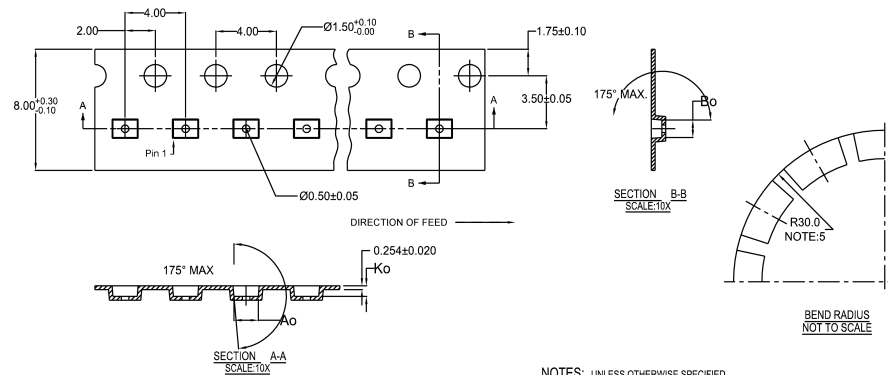 4.00
2.00
4.00
Ø1.50 +0.10
-0.00
B
1.75±0.10
8.00 +0.30
-0.10
A
A
3.50±0.05
Pin 1
Ø0.50±0.05
B
DIRECTION OF FEED
175° MAX.
Bo
SECTION B-B
SCALE:10X
R30.0
NOTE:5
BEND RADIUS
NOT TO SCALE
0.254±0.020
Ko
175° MAX
Ao
SECTION A-A
SCALE:10X
NOTES: UNLESS OTHERWISE SPECIFIED